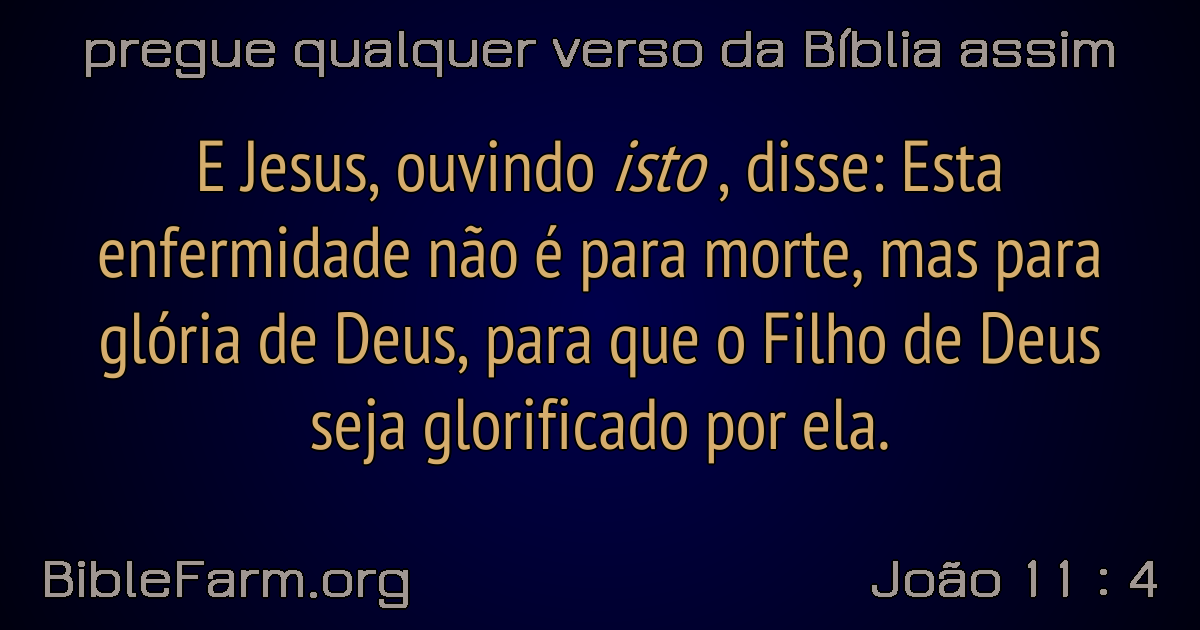 pregue qualquer verso da Bíblia assim
E Jesus, ouvindo isto , disse: Esta
enfermidade não é para morte, mas para
glória de Deus, para que o Filho de Deus
seja glorificado por ela.
BibleFarm.org
João 11 : 4